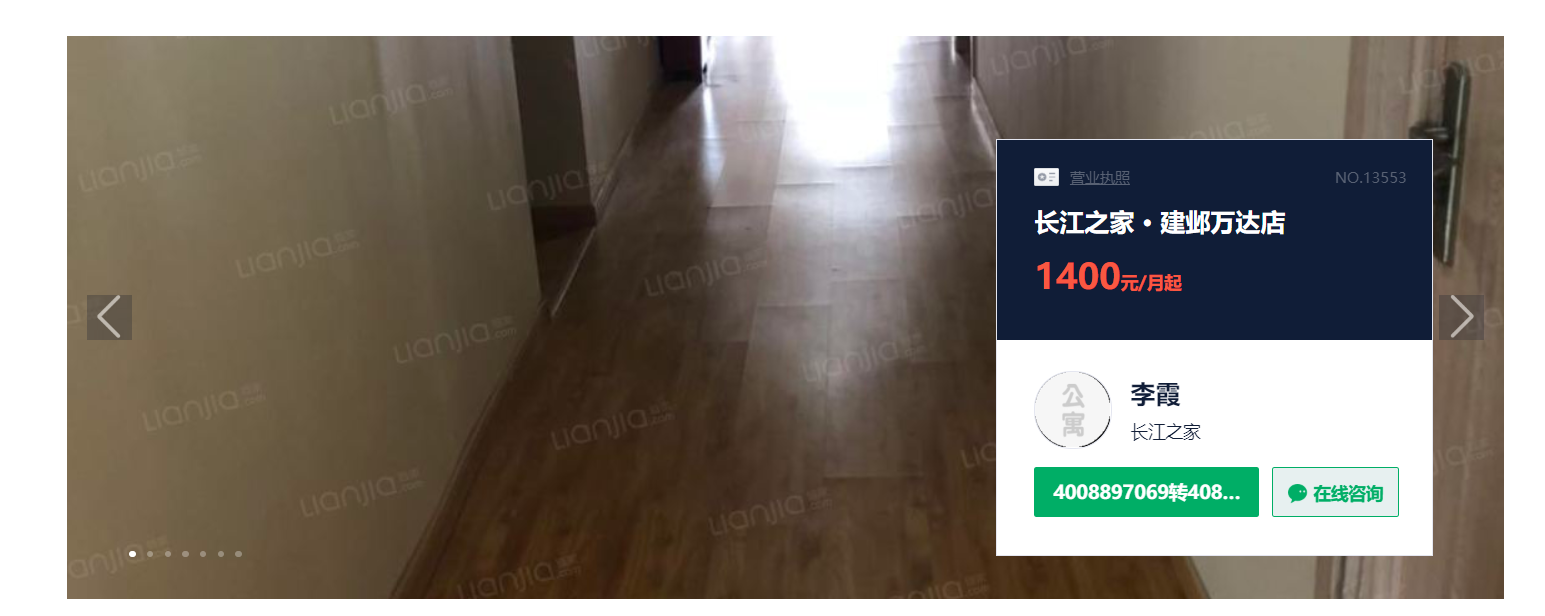 营业执照
NO.13553
长江之家·建邺万达店
1400元/月起
公寓
李霞
长江之家
4008897069转408...
在线咨询
Lianjia.com